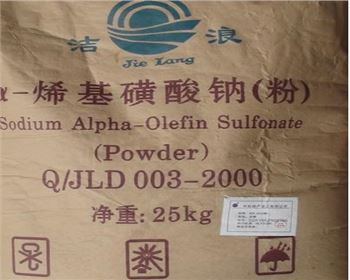 洁 浪
Jie Lang
α-烯基磺酸钠(粉)
Sodium Alpha-Olefin Sulfonate
(Powder)
Q/JLD 003-2000
净重:25kg